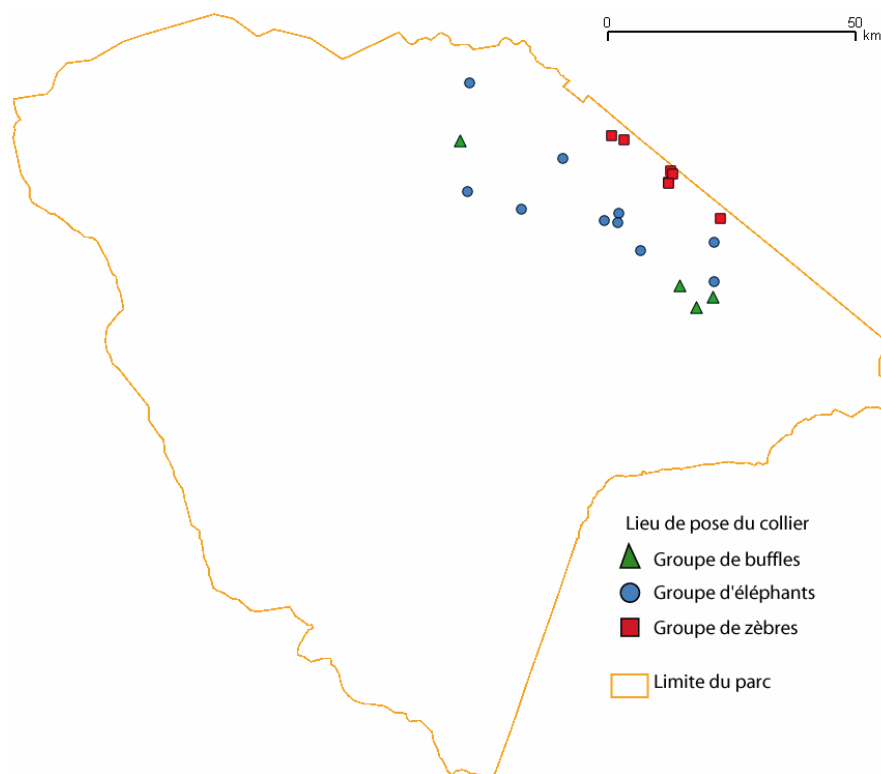 0 50
km
Lieu de pose du collier
Groupe de buffles
Groupe d'éléphants
Groupe de zèbres
Limite du parc